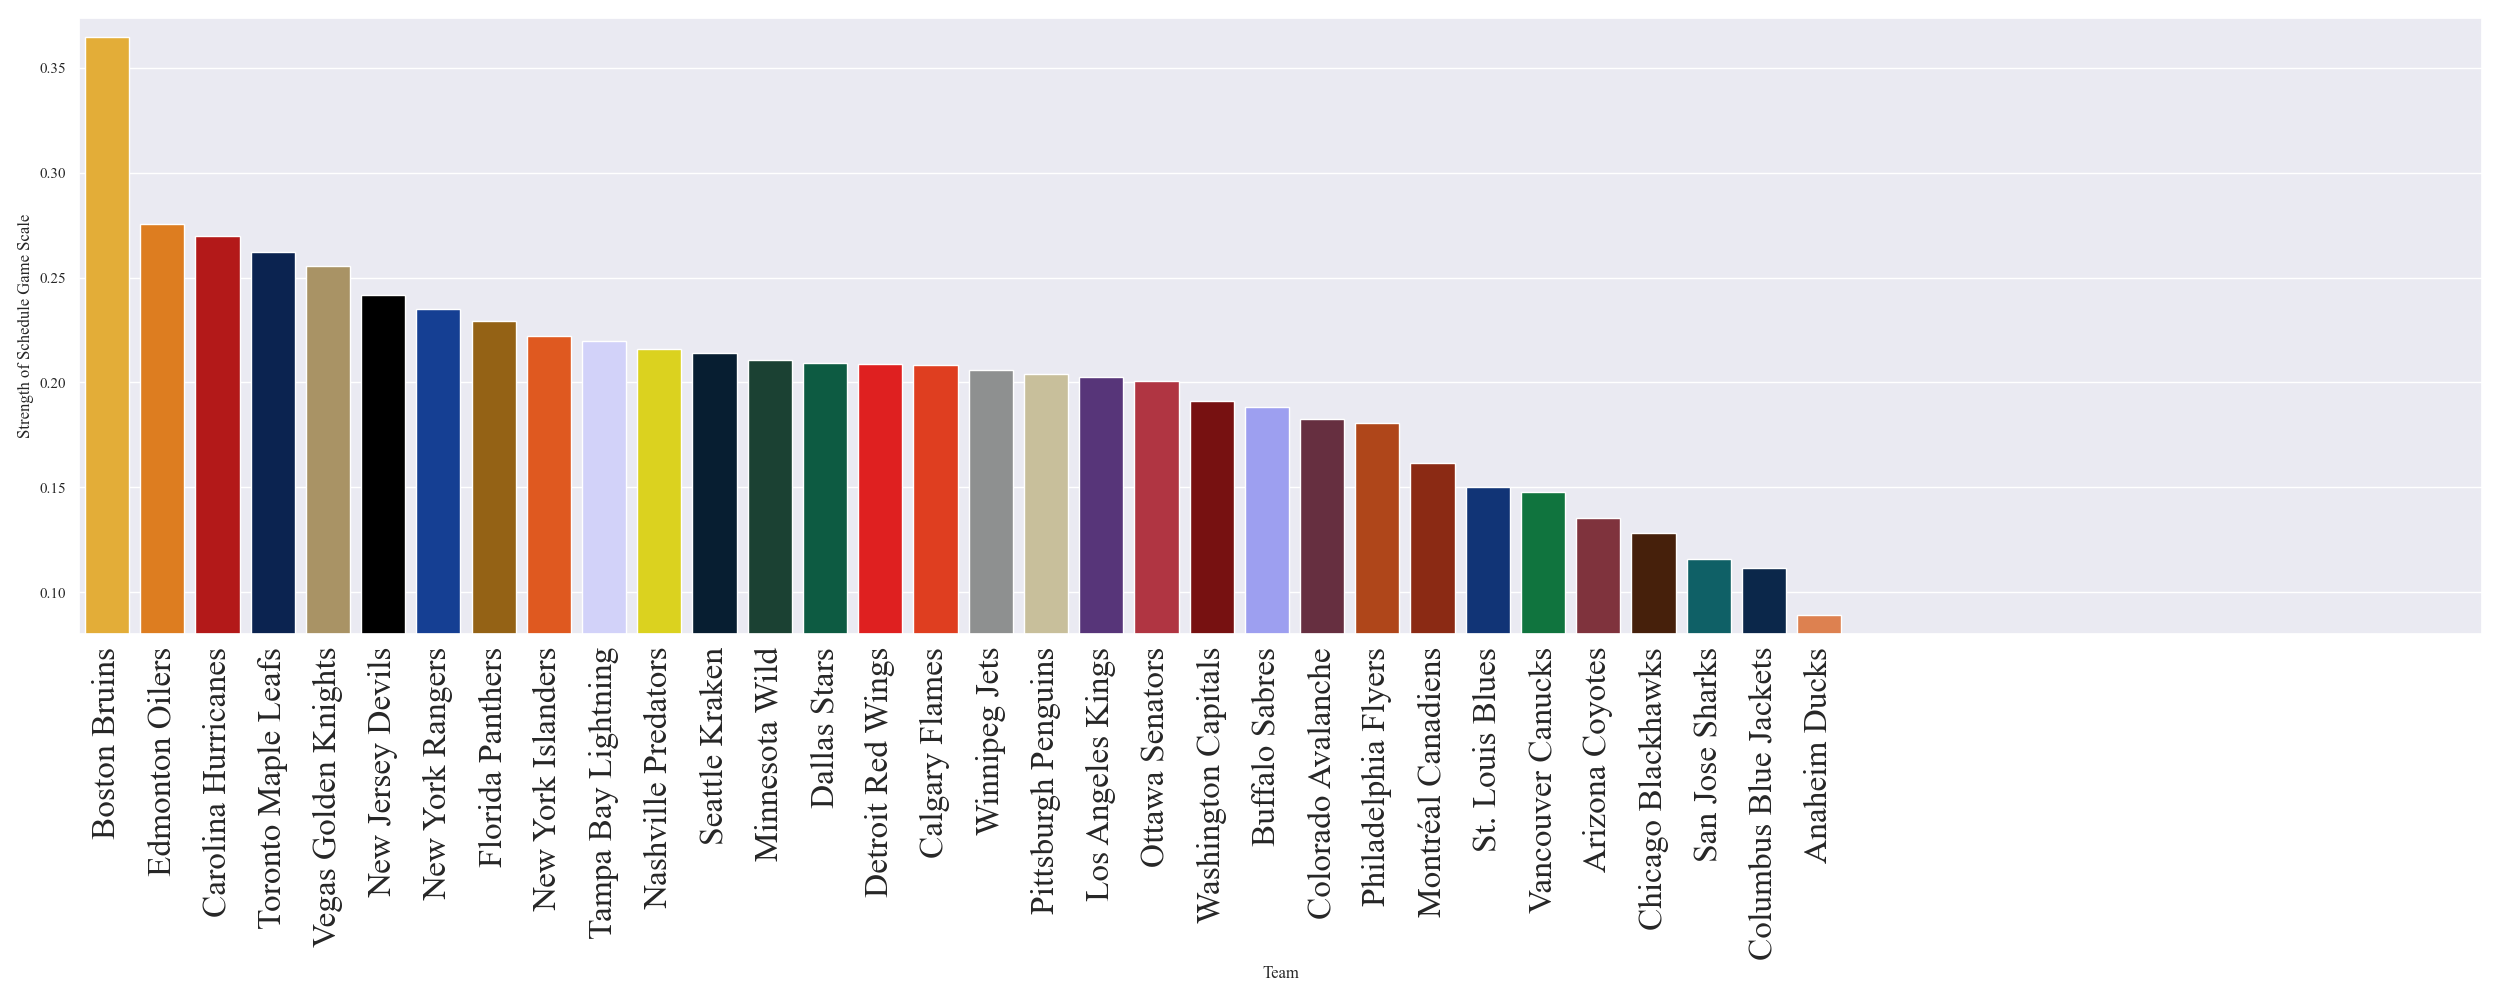 Strength of Schedule Game Scale
0.35
0.30
0.25
0.20
0.15
0.10
Boston Bruins
Edmonton Oilers
Carolina Hurricanes
Toronto Maple Leafs
Vegas Golden Knights
New Jersey Devils
New York Rangers
Florida Panthers
New York Islanders
Tampa Bay Lightning
Nashville Predators
Seattle Kraken
Minnesota Wild
Dallas Stars
Detroit Red Wings
Calgary Flames
Winnipeg Jets
Pittsburgh Penguins
Los Angeles Kings
Ottawa Senators
Washington Capitals
Buffalo Sabres
Colorado Avalanche
Philadelphia Flyers
Montréal Canadiens
St. Louis Blues
Vancouver Canucks
Arizona Coyotes
Chicago Blackhawks
San Jose Sharks
Columbus Blue Jackets
Anaheim Ducks
Team